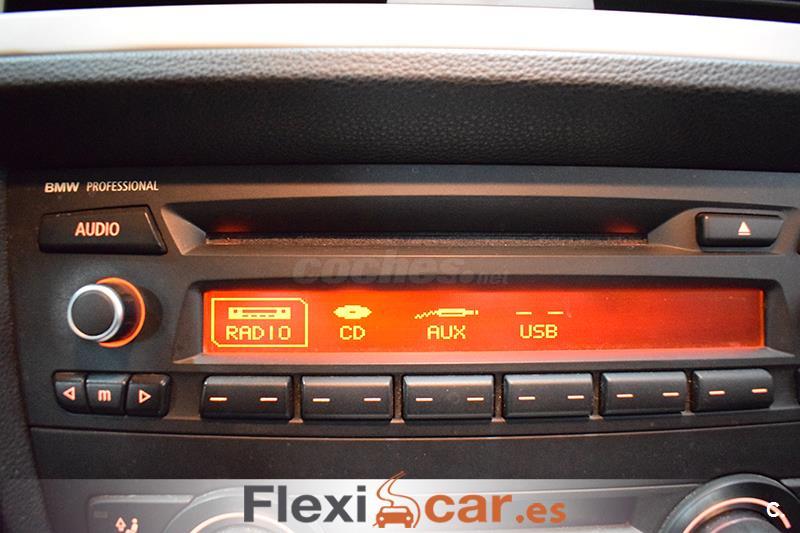 BMW PROFESSIONAL
AUDIO
coches.net
RADIO CD AUX USB
m
Flexicar.es